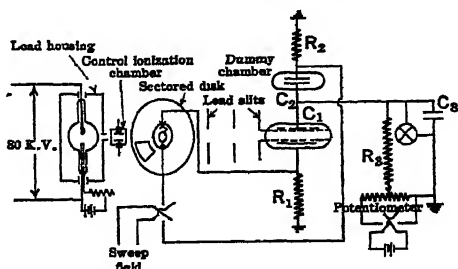 Lead housing
Control ionization
chamber
Sectored disk
Lead slits
Dummy
chamber
R2
C2
C1
C3
80 K.V.
R3
R1
Potentiometer
Sweep
field